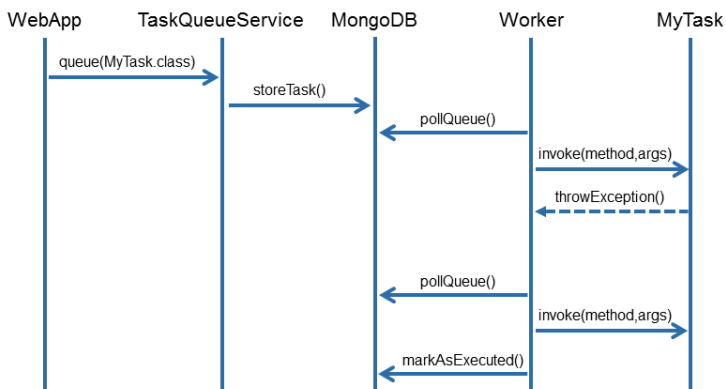 WebApp TaskQueueService MongoDB Worker MyTask
queue(MyTask.class)
storeTask()
pollQueue()
invoke(method,args)
throwException()
pollQueue()
invoke(method,args)
markAsExecuted()